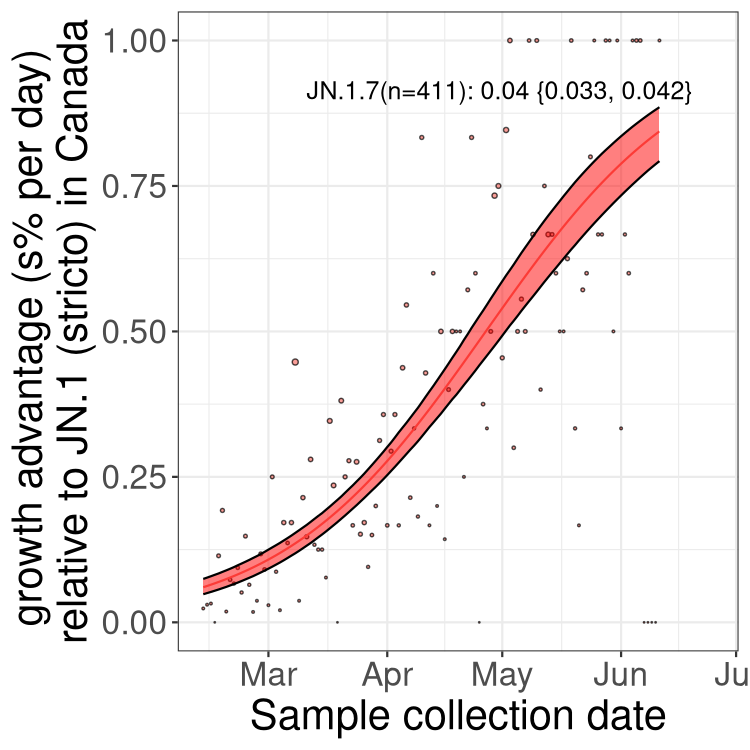 growth advantage (s% per day)
relative to JN.1 (stricto) in Canada
1.00
0.75
0.50
0.25
0.00
JN.1.7(n=411): 0.04 {0.033, 0.042}
Mar Apr May Jun Ju
Sample collection date